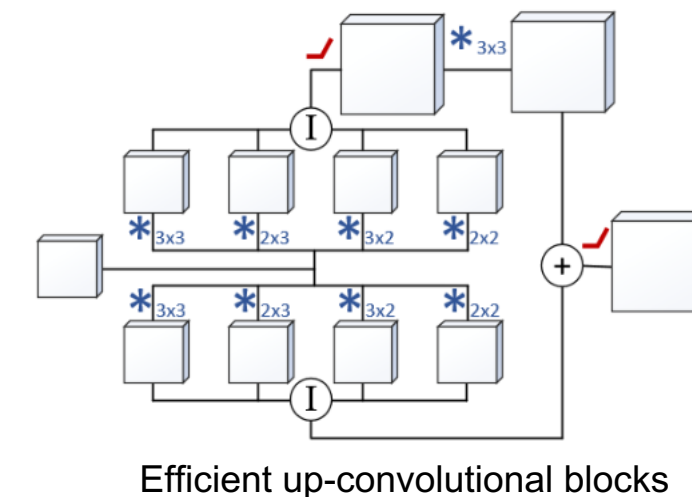 * 3x3
I
* 3x3 * 2x3 * 3x2 * 2x2
+
* 3x3 * 2x3 * 3x2 * 2x2
I
Efficient up-convolutional blocks